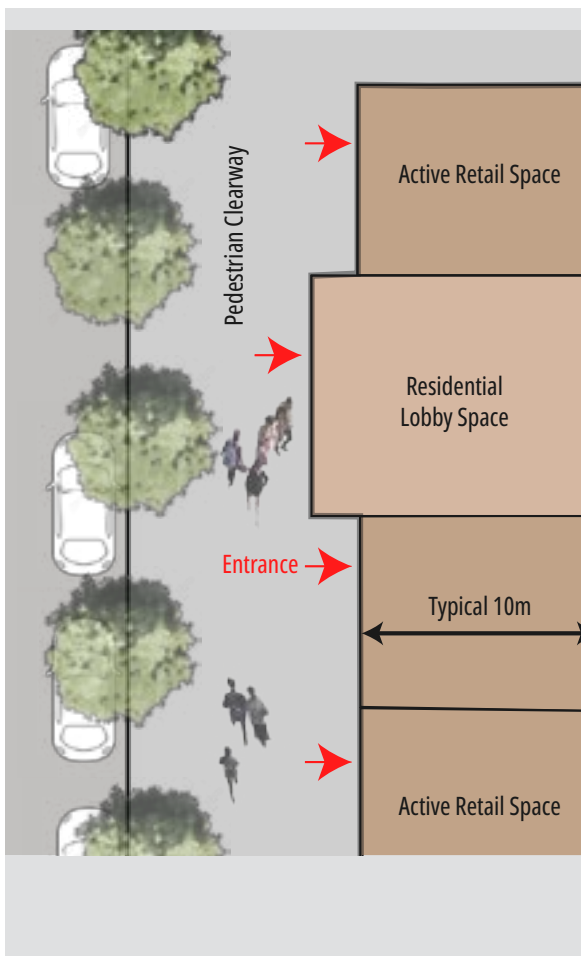 Active Retail Space
Pedestrian Clearway
Residential
Lobby Space
Entrance
Typical 10m
Active Retail Space